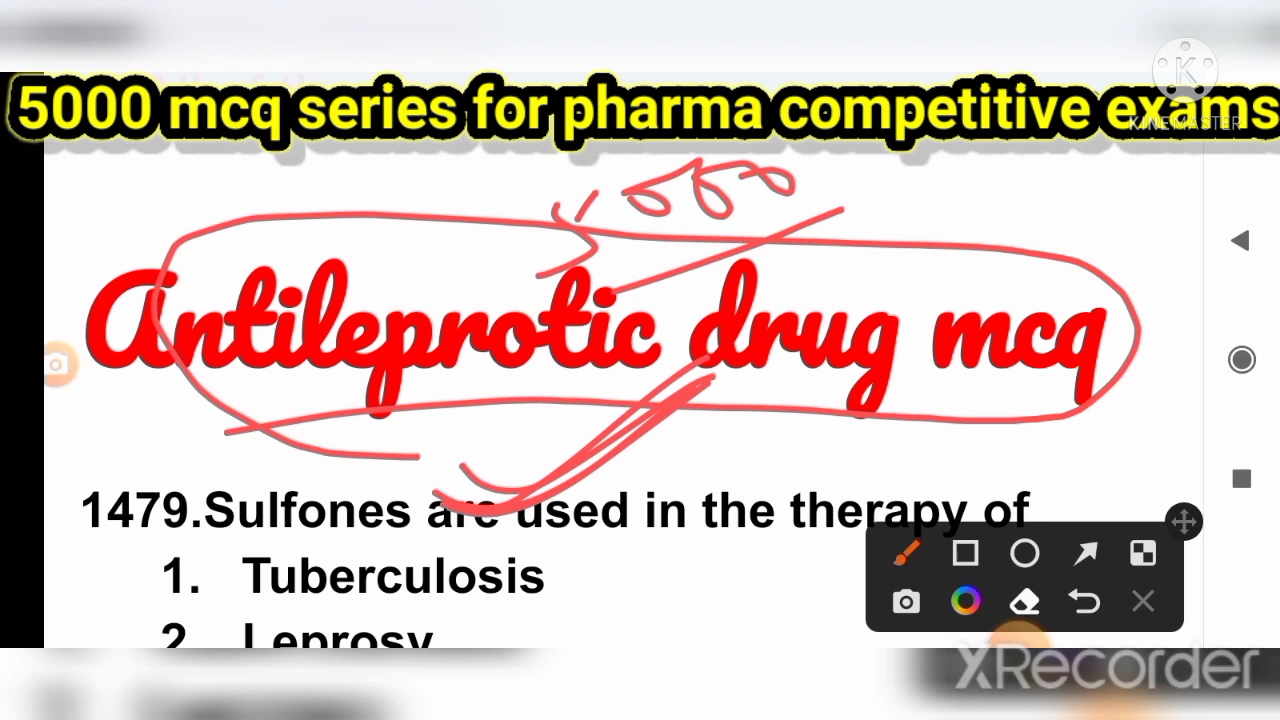 5000 mcq series for pharma competitive exams
KINEMASTER
Antileprotic drug mcq
1479.Sulfones are used in the therapy of
1. Tuberculosis
2. Leprosy
XRecorder